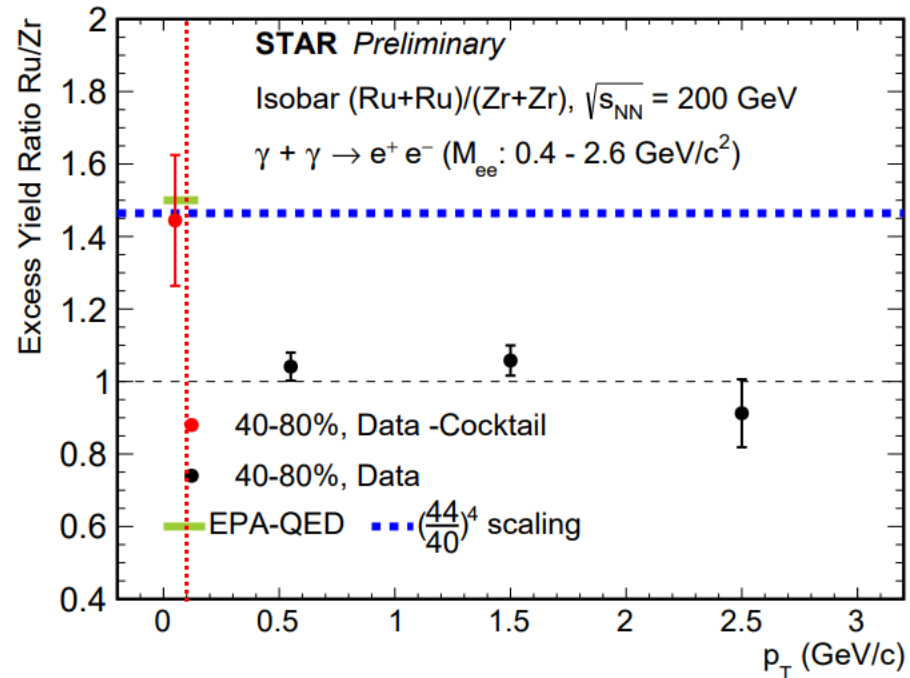 STAR Preliminary
Isobar (Ru+Ru)/(Zr+Zr), √s_NN = 200 GeV
γ + γ → e⁺ e⁻ (M_ee: 0.4 - 2.6 GeV/c²)
Excess Yield Ratio Ru/Zr
2
1.8
1.6
1.4
1.2
1
0.8
0.6
0.4
40-80%, Data -Cocktail
40-80%, Data
EPA-QED (44/40)⁴ scaling
0 0.5 1 1.5 2 2.5 3
p_T (GeV/c)